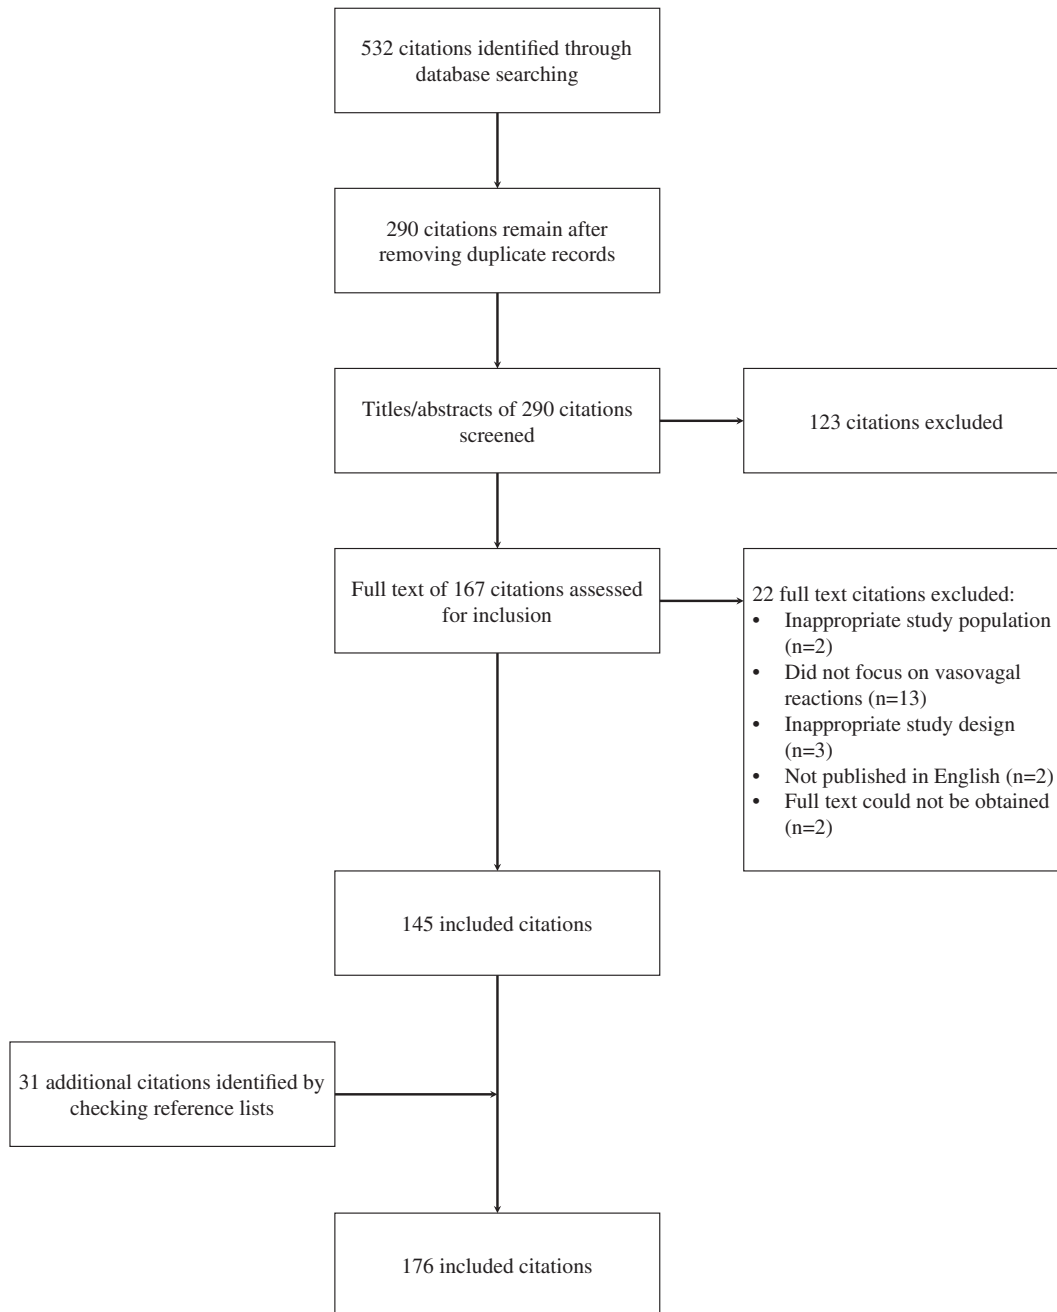 532 citations identified through
database searching
290 citations remain after
removing duplicate records
Titles/abstracts of 290 citations
screened
123 citations excluded
Full text of 167 citations assessed
for inclusion
22 full text citations excluded:
• Inappropriate study population
(n=2)
• Did not focus on vasovagal
reactions (n=13)
• Inappropriate study design
(n=3)
• Not published in English (n=2)
• Full text could not be obtained
(n=2)
145 included citations
31 additional citations identified by
checking reference lists
176 included citations